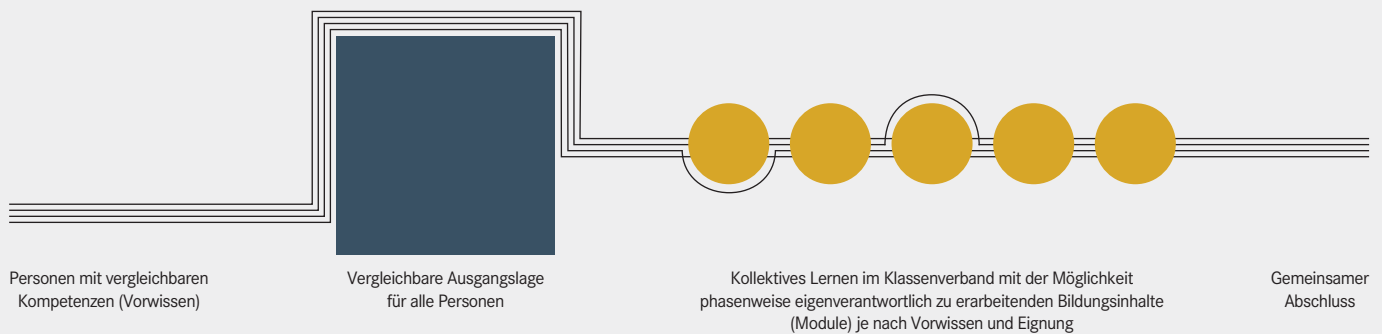 Personen mit vergleichbaren
Kompetenzen (Vorwissen)
Vergleichbare Ausgangslage
für alle Personen
Kollektives Lernen im Klassenverband mit der Möglichkeit
phasenweise eigenverantwortlich zu erarbeitenden Bildungsinhalte
(Module) je nach Vorwissen und Eignung
Gemeinsamer
Abschluss